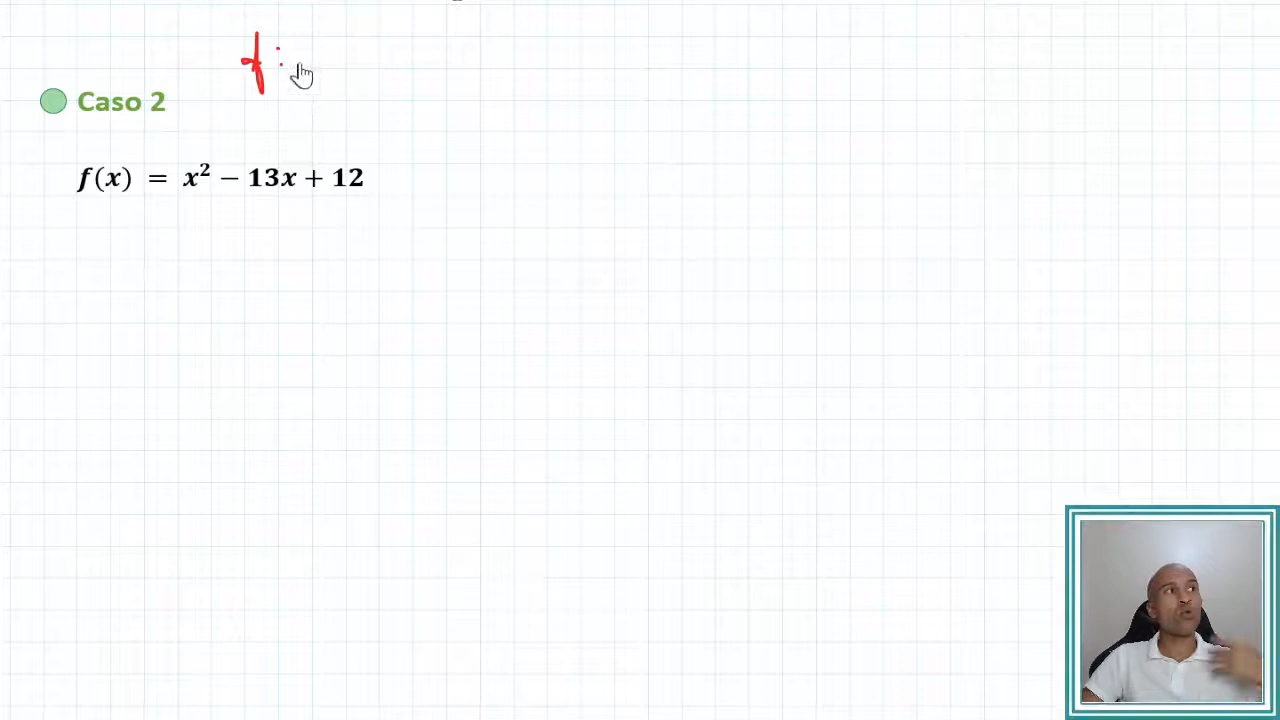 f :
Caso 2
f(x) = x² − 13x + 12